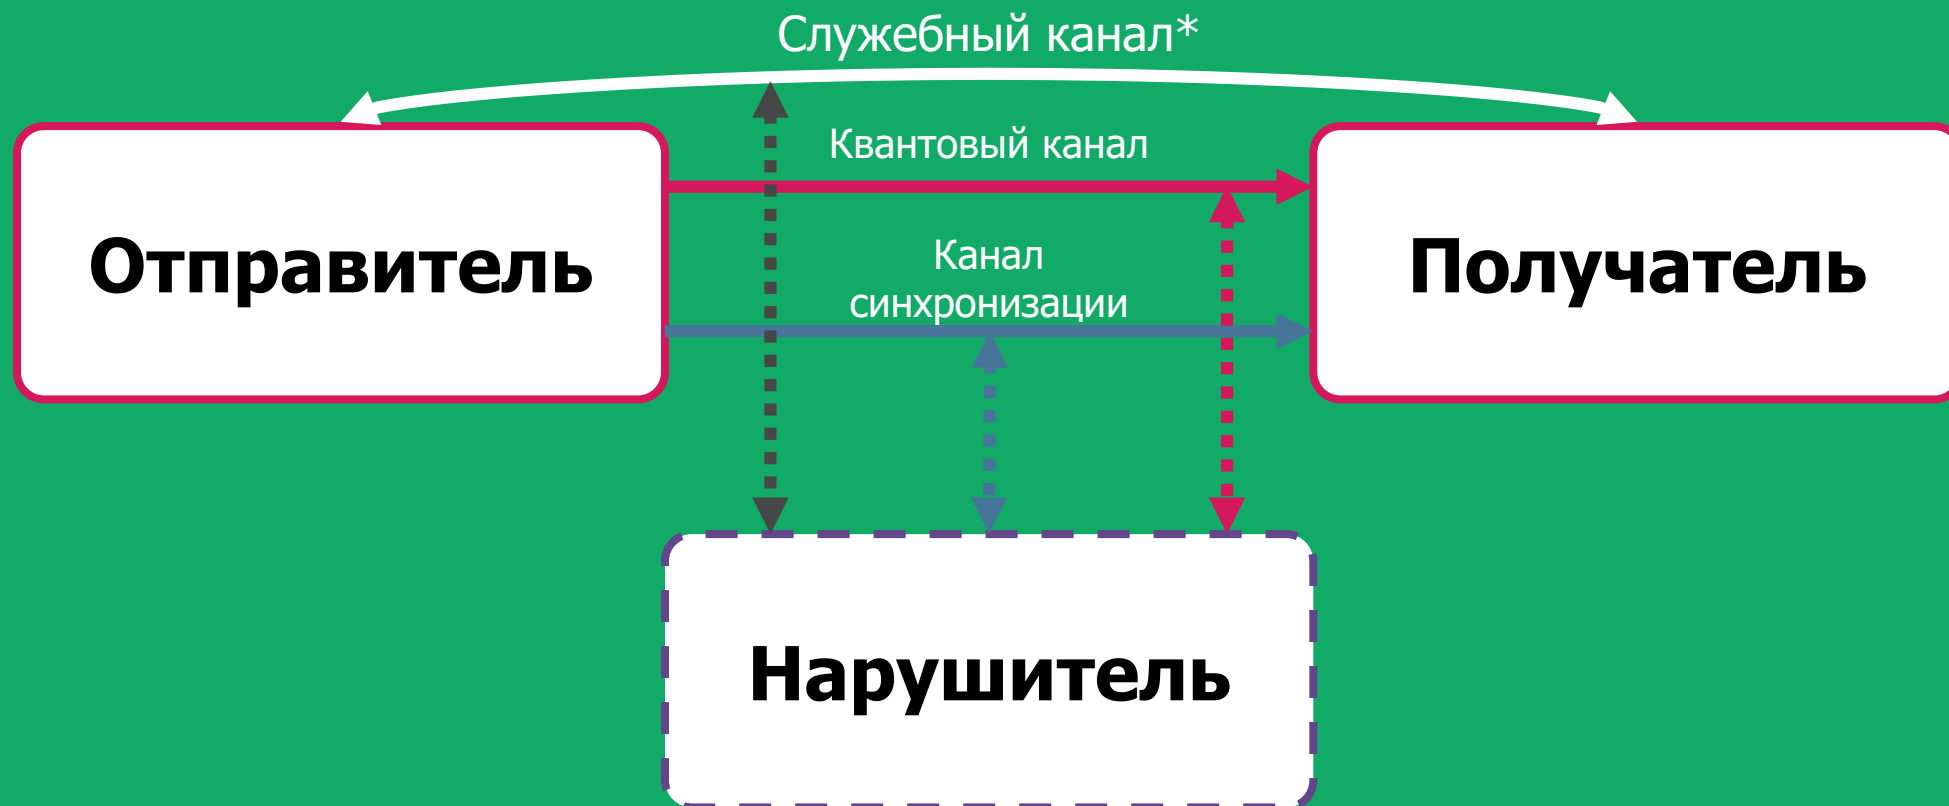 Служебный канал*
Квантовый канал
Отправитель
Канал
синхронизации
Получатель
Нарушитель